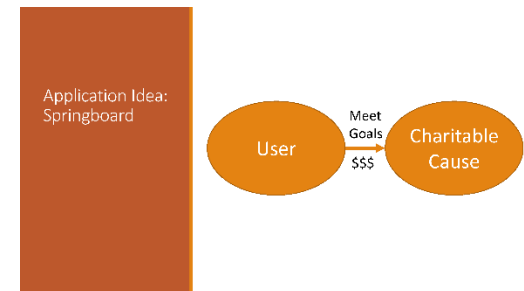 Application Idea:
Springboard
User
Meet
Goals
$$$
Charitable
Cause